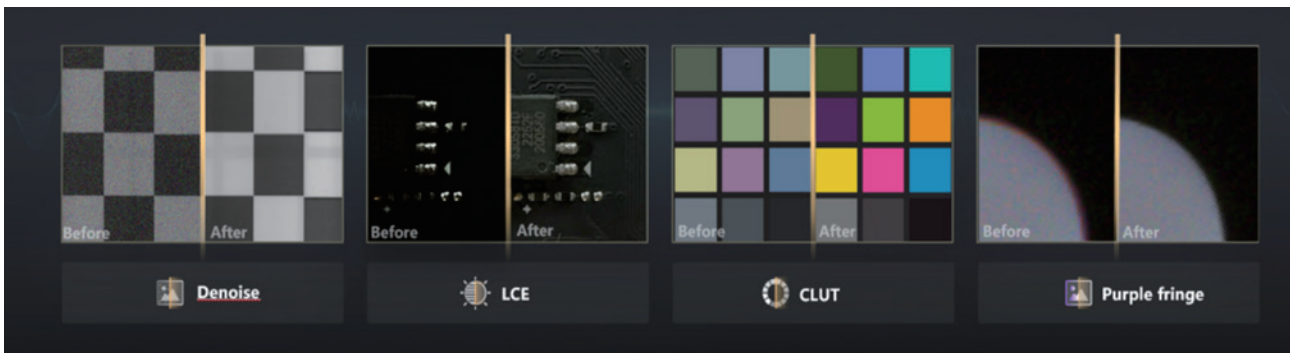 Before
After
Before
After
Before
After
Before
After
Denoise
LCE
CLUT
Purple fringe